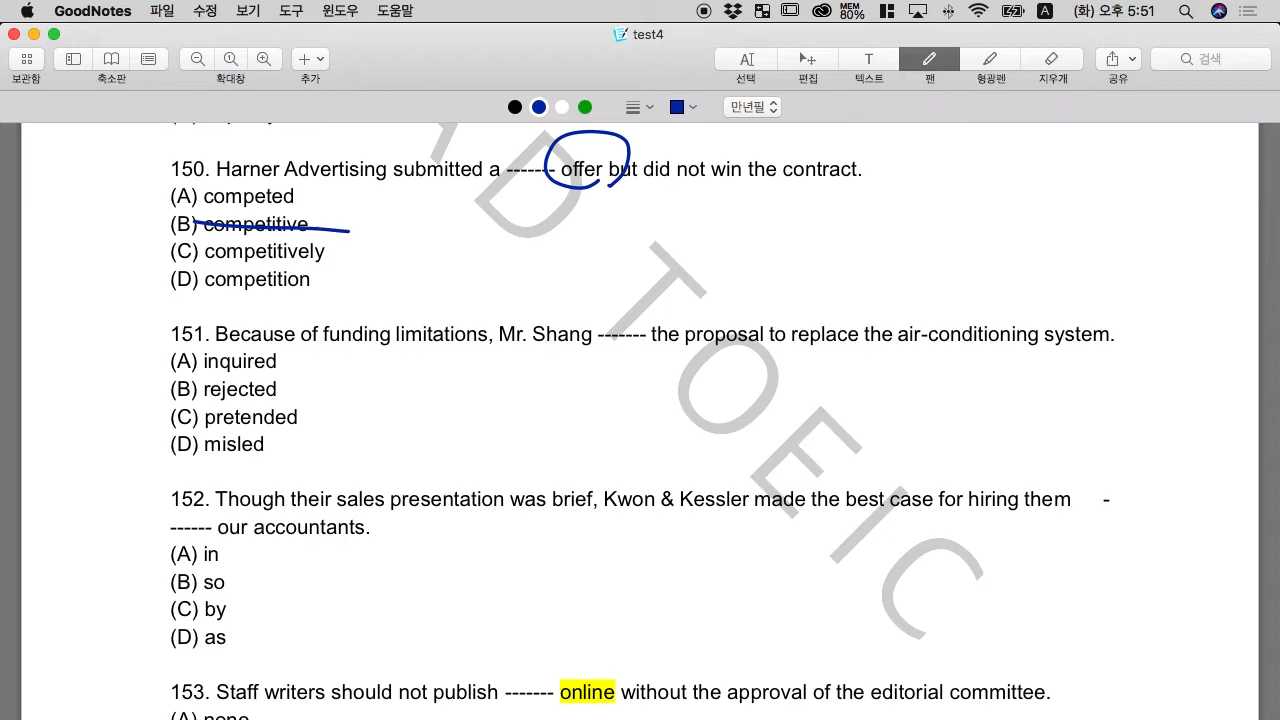 GoodNotes 파일 수정 보기 도구 윈도우 도움말 MEM 80% A (화) 오후 5:51
test4
보관함 축소판 확대창 추가 선택 편집 텍스트 펜 형광펜 지우개 공유 검색
만년필
150. Harner Advertising submitted a ------- offer but did not win the contract.
(A) competed
(B) competitive
(C) competitively
(D) competition
151. Because of funding limitations, Mr. Shang ------- the proposal to replace the air-conditioning system.
(A) inquired
(B) rejected
(C) pretended
(D) misled
152. Though their sales presentation was brief, Kwon & Kessler made the best case for hiring them -
------ our accountants.
(A) in
(B) so
(C) by
(D) as
153. Staff writers should not publish ------- online without the approval of the editorial committee.
(A) none
AD TOEIC